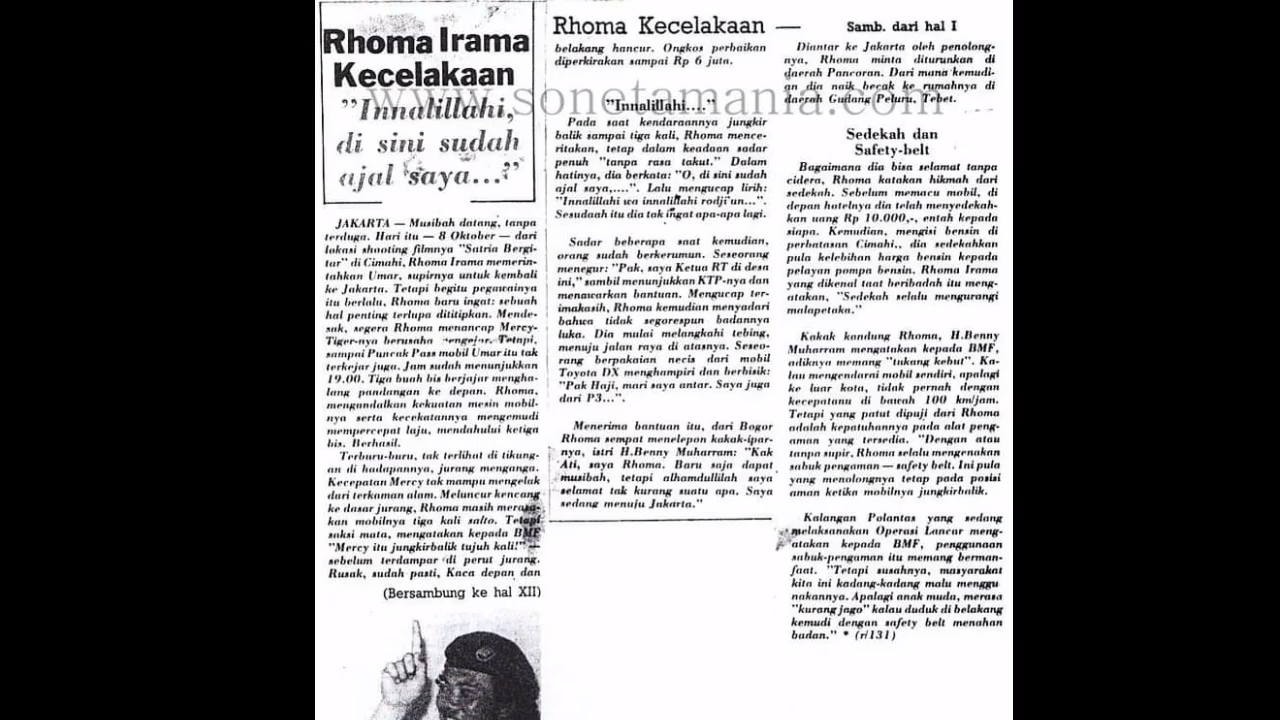 Rhoma Irama
Kecelakaan
"Innalillahi,
di sini sudah
ajal saya...?"
JAKARTA — Musibah datang, tanpa
terduga. Hari itu — 8 Oktober — dari
lokasi shooting filmnya "Satria Bergi-
tar" di Cimahi, Rhoma Irama memerin-
tahkan Umar, supirnya untuk kembali
ke Jakarta. Tetapi begitu pegawainya
itu berlalu, Rhoma baru ingat: sebuah
hal penting terlupa dititipkan. Mende-
sak, segera Rhoma menancap Mercy-
Tiger-nya berusaha mengejar. Tetapi,
sampai Puncak Pass mobil Umar itu tak
terkejar juga. Jam sudah menunjukkan
19.00. Tiga buah bis berjajar mengha-
lang pandangan ke depan. Rhoma,
mengandalkan kekuatan mesin mobil-
nya serta kecekatannya mengemudi
mempercepat laju, mendahului ketiga
bis. Berhasil.
Terburu-buru, tak terlihat di tikung-
an di hadapannya, jurang menganga.
Kecepatan Mercy tak mampu mengelak
dari terkaman alam. Meluncur kencang
ke dasar jurang, Rhoma masih merasa-
kan mobilnya tiga kali salto. Tetapi
saksi mata, mengatakan kepada BMF
"Mercy itu jungkirbalik tujuh kali!" —
sebelum terdampar di perut jurang.
Rusak, sudah pasti, Kaca depan dan
(Bersambung ke hal XII)
Rhoma Kecelakaan —
belakang hancur. Ongkos perbaikan
diperkirakan sampai Rp 6 juta.
"Innalillahi...."
Pada saat kendaraannya jungkir
balik sampai tiga kali, Rhoma mence-
ritakan, tetap dalam keadaan sadar
penuh "tanpa rasa takut." Dalam
hatinya, dia berkata: "O, di sini sudah
ajal saya,....". Lalu mengucap lirih:
"Innalillahi wa innalillahi rodji'un...".
Sesudaah itu dia tak ingat apa-apa lagi.
Sadar beberapa saat kemudian,
orang sudah berkerumun. Seseorang
menegur: "Pak, saya Ketua RT di desa
ini," sambil menunjukkan KTP-nya dan
menawarkan bantuan. Mengucap ter-
imakasih, Rhoma kemudian menyadari
bahwa tidak segorespun badannya
luka. Dia mulai melangkahi tebing,
menuju jalan raya di atasnya. Seseo-
rang berpakaian necis dari mobil
Toyota DX menghampiri dan berbisik:
"Pak Haji, mari saya antar. Saya juga
dari P3...".
Menerima bantuan itu, dari Bogor
Rhoma sempat menelepon kakak-ipar-
nya, istri H.Benny Muharram: "Kak
Ati, saya Rhoma. Baru saja dapat
musibah, tetapi alhamdullilah saya
selamat tak kurang suatu apa. Saya
sedang menuju Jakarta."
Samb. dari hal I
Diantar ke Jakarta oleh penolong-
nya, Rhoma minta diturunkan di
daerah Pancoran. Dari mana kemudi-
an dia naik becak ke rumahnya di
daerah Gudang Peluru, Tebet.
Sedekah dan
Safety-belt
Bagaimana dia bisa selamat tanpa
cidera, Rhoma katakan hikmah dari
sedekah. Sebelum memacu mobil, di
depan hotelnya dia telah menyedekah-
kan uang Rp 10.000,-, entah kepada
siapa. Kemudian, mengisi bensin di
perbatasan Cimahi., dia sedekahkan
pula kelebihan harga bensin kepada
pelayan pompa bensin. Rhoma Irama
yang dikenal taat beribadah itu meng-
atakan, "Sedekah selalu mengurangi
malapetaka."
Kakak kandung Rhoma, H.Benny
Muharram mengatakan kepada BMF,
adiknya memang "tukang kebut". Ka-
lau mengendarai mobil sendiri, apalagi
ke luar kota, tidak pernah dengan
kecepatanu di bawah 100 km/jam.
Tetapi yang patut dipuji dari Rhoma
adalah kepatuhannya pada alat peng-
aman yang tersedia. "Dengan atau
tanpa supir, Rhoma selalu mengenakan
sabuk pengaman — safety belt. Ini pula
yang menolongnya tetap pada posisi
aman ketika mobilnya jungkirbalik.
Kalangan Polantas yang sedang
melaksanakan Operasi Lancar meng-
atakan kepada BMF, penggunaan
sabuk-pengaman itu memang berman-
faat. "Tetapi susahnya, masyarakat
kita ini kadang-kadang malu menggu
nakannya. Apalagi anak muda, merasa
"kurang jago" kalau duduk di belakang
kemudi dengan safety belt menahan
badan." * (r/131)
www.sonetamania.com